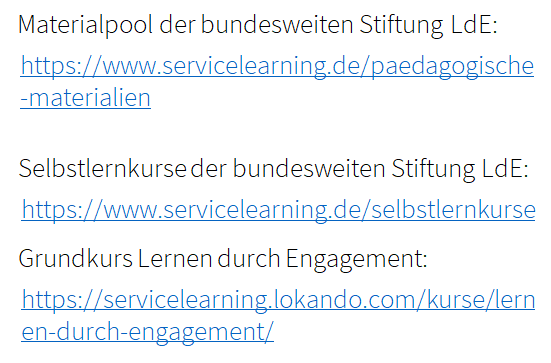 Materialpool der bundesweiten Stiftung LdE:
https://www.servicelearning.de/paedagogische
-materialien
Selbstlernkurse der bundesweiten Stiftung LdE:
https://www.servicelearning.de/selbstlernkurse
Grundkurs Lernen durch Engagement:
https://servicelearning.lokando.com/kurse/lern
en-durch-engagement/